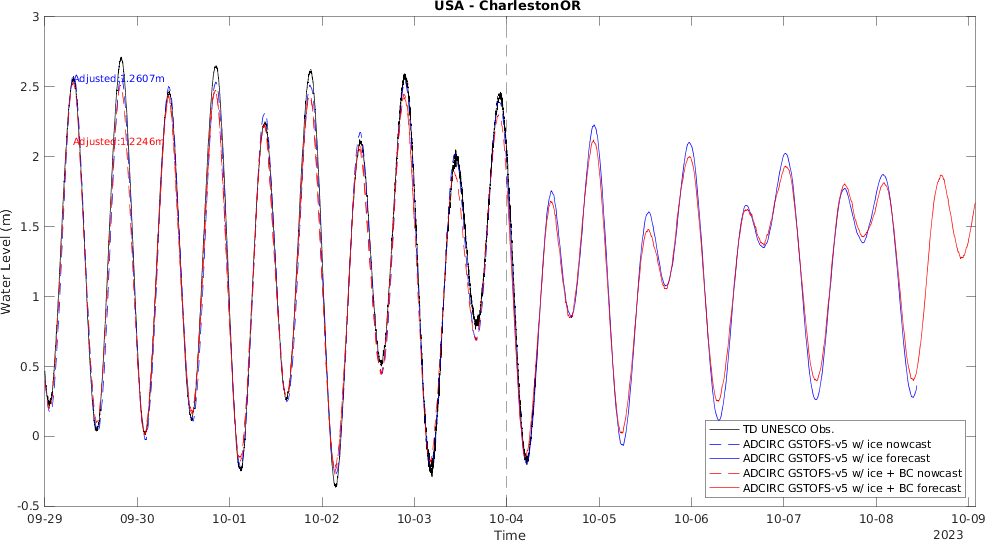 USA - CharlestonOR
3
2.5
2
1.5
1
0.5
0
-0.5
Water Level (m)
Adjusted:1.2607m
Adjusted:1.2246m
TD UNESCO Obs.
ADCIRC GSTOFS-v5 w/ ice nowcast
ADCIRC GSTOFS-v5 w/ ice forecast
ADCIRC GSTOFS-v5 w/ ice + BC nowcast
ADCIRC GSTOFS-v5 w/ ice + BC forecast
09-29 09-30 10-01 10-02 10-03 10-04 10-05 10-06 10-07 10-08 10-09
Time
2023